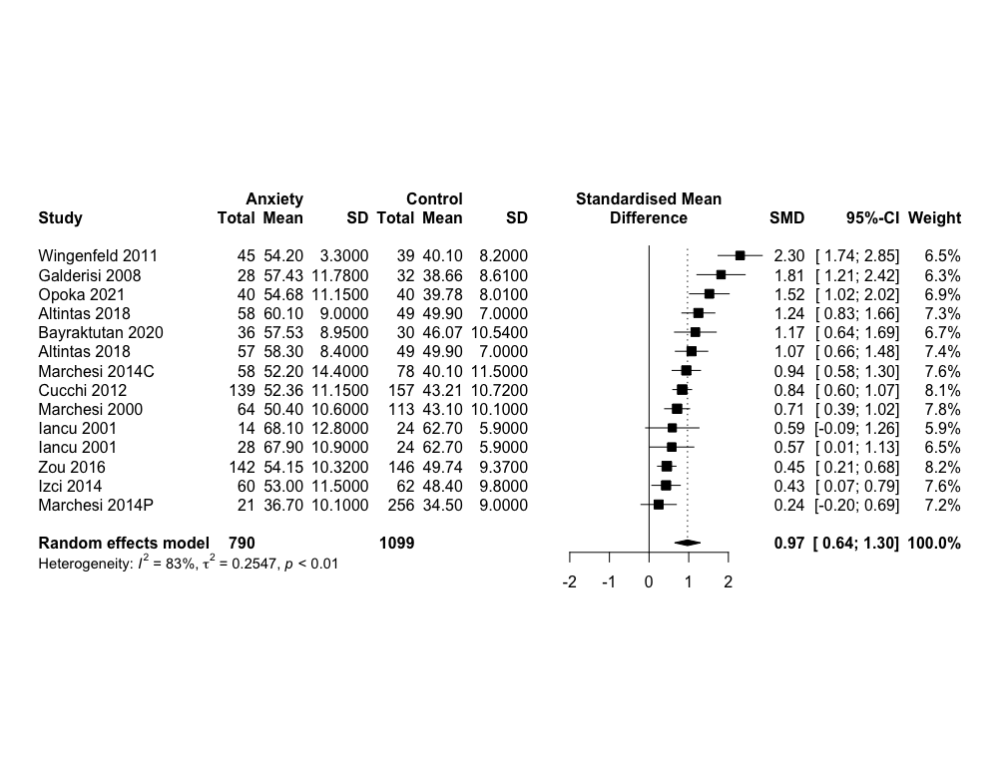 Anxiety Control Standardised Mean
Study Total Mean SD Total Mean SD Difference SMD 95%-CI Weight
Wingenfeld 2011 45 54.20 3.3000 39 40.10 8.2000 2.30 [ 1.74; 2.85] 6.5%
Galderisi 2008 28 57.43 11.7800 32 38.66 8.6100 1.81 [ 1.21; 2.42] 6.3%
Opoka 2021 40 54.68 11.1500 40 39.78 8.0100 1.52 [ 1.02; 2.02] 6.9%
Altintas 2018 58 60.10 9.0000 49 49.90 7.0000 1.24 [ 0.83; 1.66] 7.3%
Bayraktutan 2020 36 57.53 8.9500 30 46.07 10.5400 1.17 [ 0.64; 1.69] 6.7%
Altintas 2018 57 58.30 8.4000 49 49.90 7.0000 1.07 [ 0.66; 1.48] 7.4%
Marchesi 2014C 58 52.20 14.4000 78 40.10 11.5000 0.94 [ 0.58; 1.30] 7.6%
Cucchi 2012 139 52.36 11.1500 157 43.21 10.7200 0.84 [ 0.60; 1.07] 8.1%
Marchesi 2000 64 50.40 10.6000 113 43.10 10.1000 0.71 [ 0.39; 1.02] 7.8%
Iancu 2001 14 68.10 12.8000 24 62.70 5.9000 0.59 [-0.09; 1.26] 5.9%
Iancu 2001 28 67.90 10.9000 24 62.70 5.9000 0.57 [ 0.01; 1.13] 6.5%
Zou 2016 142 54.15 10.3200 146 49.74 9.3700 0.45 [ 0.21; 0.68] 8.2%
Izci 2014 60 53.00 11.5000 62 48.40 9.8000 0.43 [ 0.07; 0.79] 7.6%
Marchesi 2014P 21 36.70 10.1000 256 34.50 9.0000 0.24 [-0.20; 0.69] 7.2%
Random effects model 790 1099 0.97 [ 0.64; 1.30] 100.0%
Heterogeneity: I² = 83%, τ² = 0.2547, p < 0.01
-2 -1 0 1 2